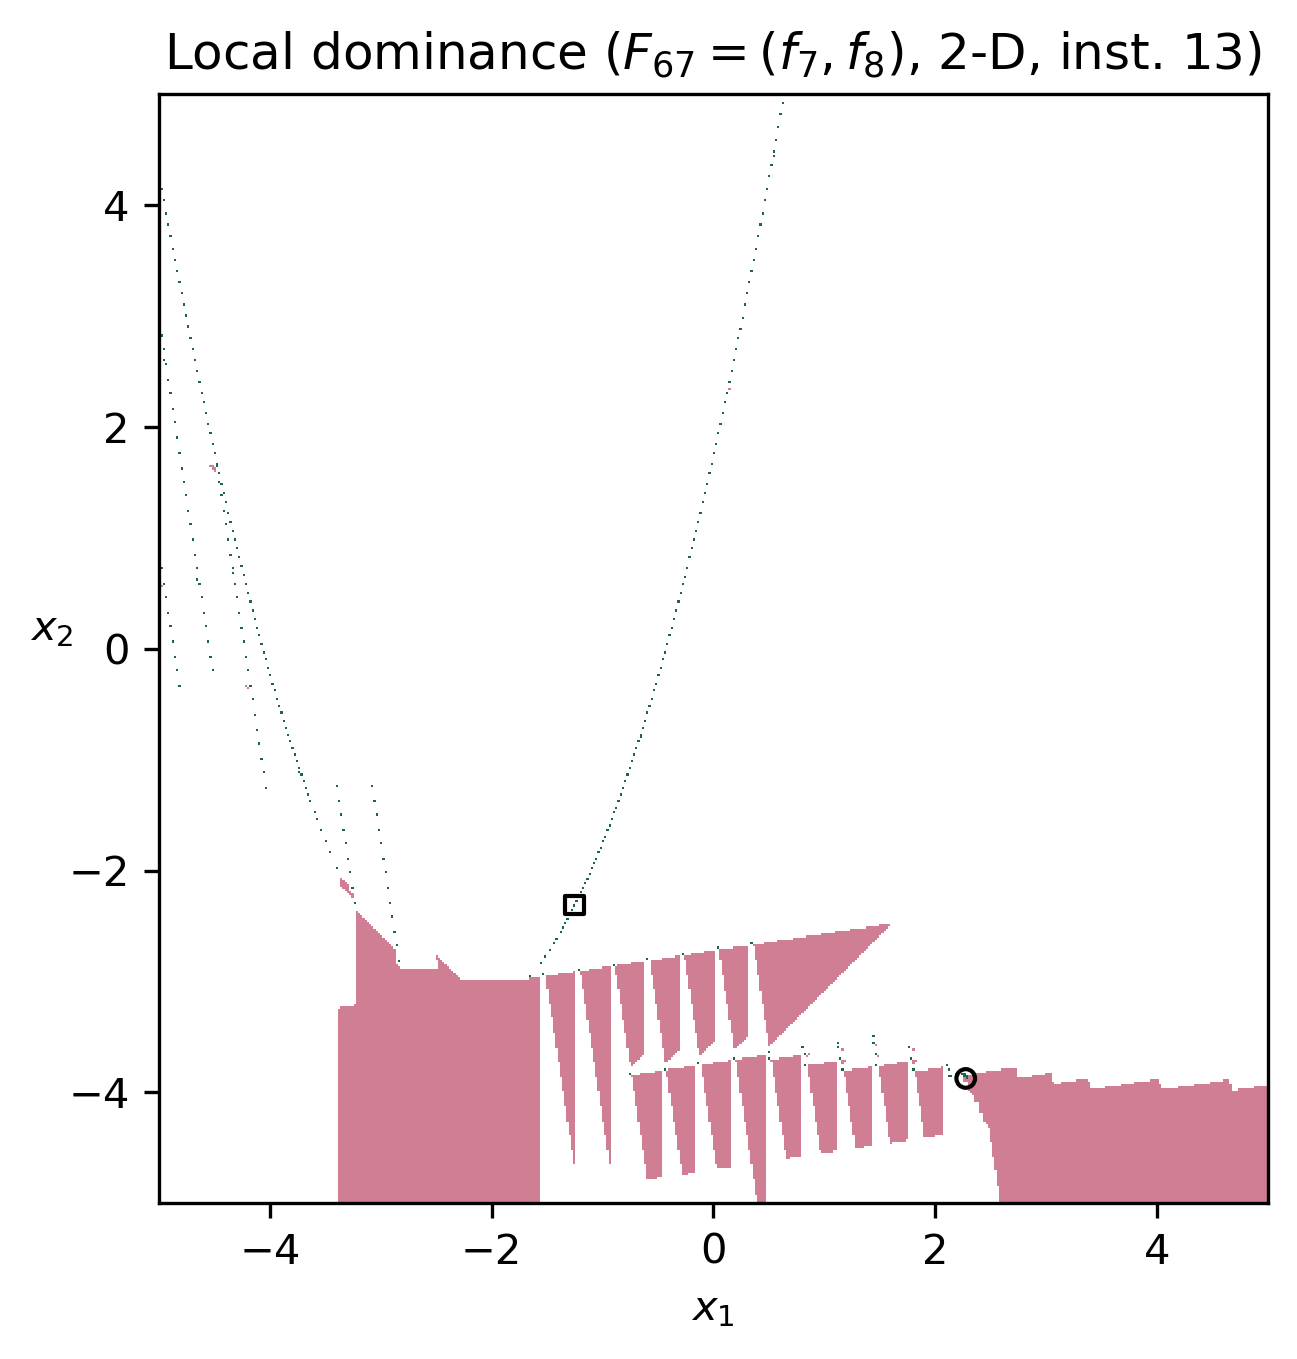 Local dominance (F₆₇ = (f₇, f₈), 2-D, inst. 13)
4
2
x₂
0
−2
−4
−4 −2 0 2 4
x₁